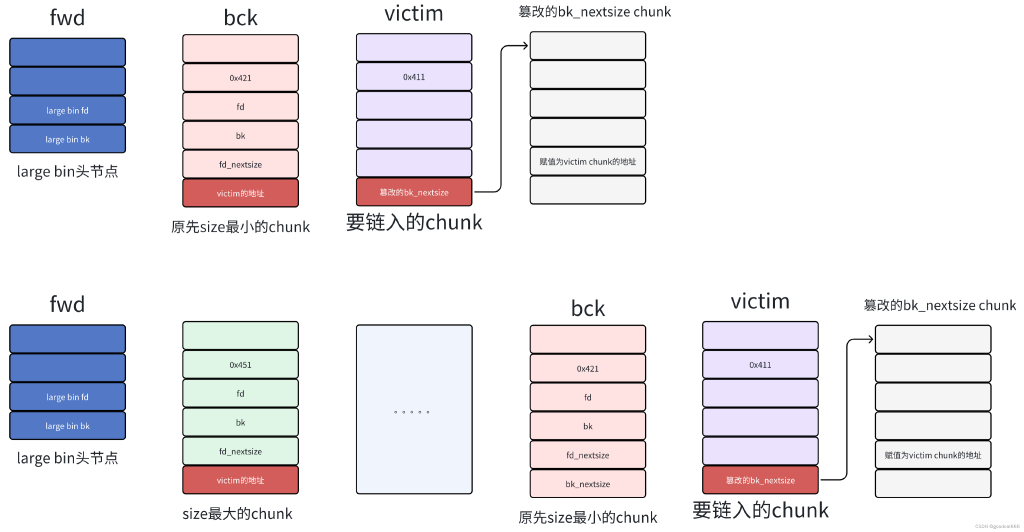 fwd
bck
victim
篡改的bk_nextsize chunk
0x421
0x411
large bin fd
fd
large bin bk
bk
fd_nextsize
赋值为victim chunk的地址
victim的地址
篡改的bk_nextsize
large bin头节点
原先size最小的chunk
要链入的chunk
fwd
bck
victim
篡改的bk_nextsize chunk
0x451
0x421
0x411
large bin fd
fd
fd
large bin bk
bk
bk
。。。。。
fd_nextsize
fd_nextsize
赋值为victim chunk的地址
victim的地址
bk_nextsize
篡改的bk_nextsize
large bin头节点
size最大的chunk
原先size最小的chunk
要链入的chunk